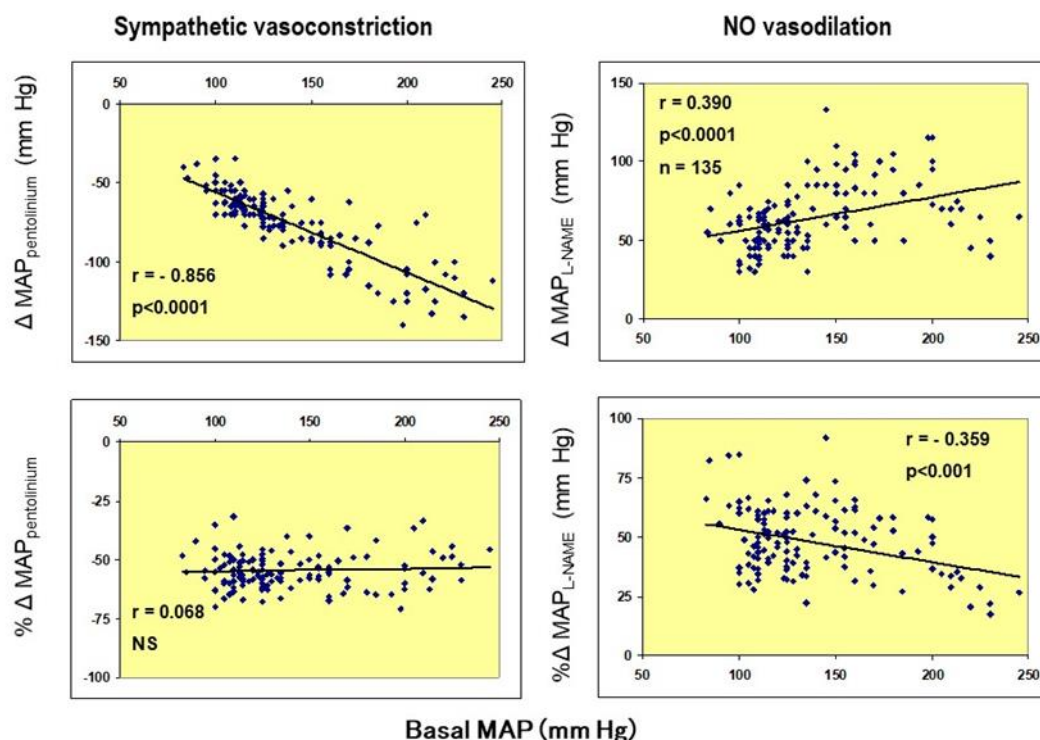 Sympathetic vasoconstriction
NO vasodilation
50 100 150 200 250
0
-50
-100
-150
Δ MAPpentolinium (mm Hg)
r = - 0.856
p<0.0001
150
100
50
0
Δ MAPL-NAME (mm Hg)
r = 0.390
p<0.0001
n = 135
50 100 150 200 250
50 100 150 200 250
0
-25
-50
-75
-100
% Δ MAPpentolinium
r = 0.068
NS
100
75
50
25
0
%Δ MAPL-NAME (mm Hg)
r = - 0.359
p<0.001
50 100 150 200 250
Basal MAP (mm Hg)